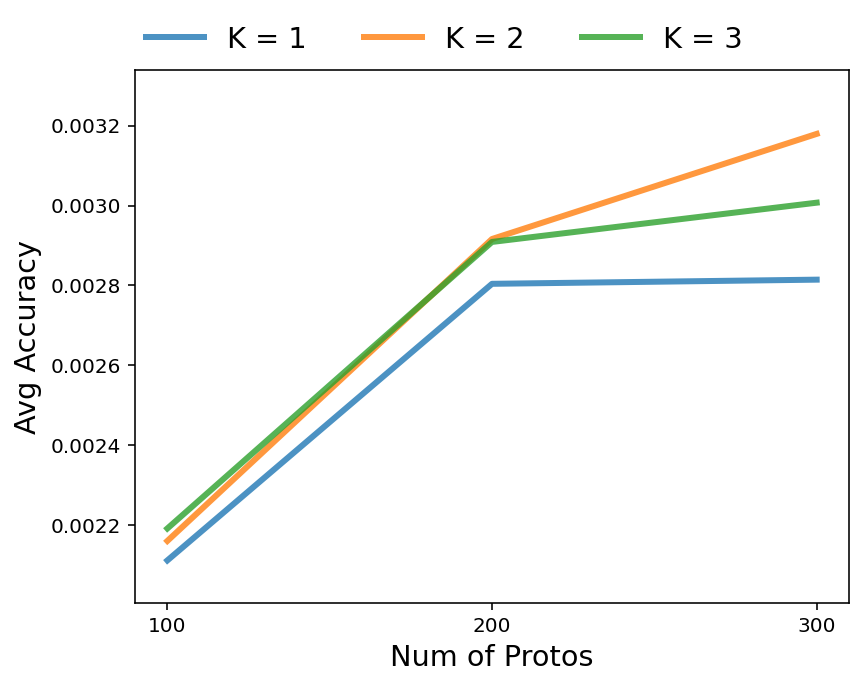 K = 1 K = 2 K = 3
0.0032
0.0030
0.0028
0.0026
0.0024
0.0022
Avg Accuracy
100 200 300
Num of Protos